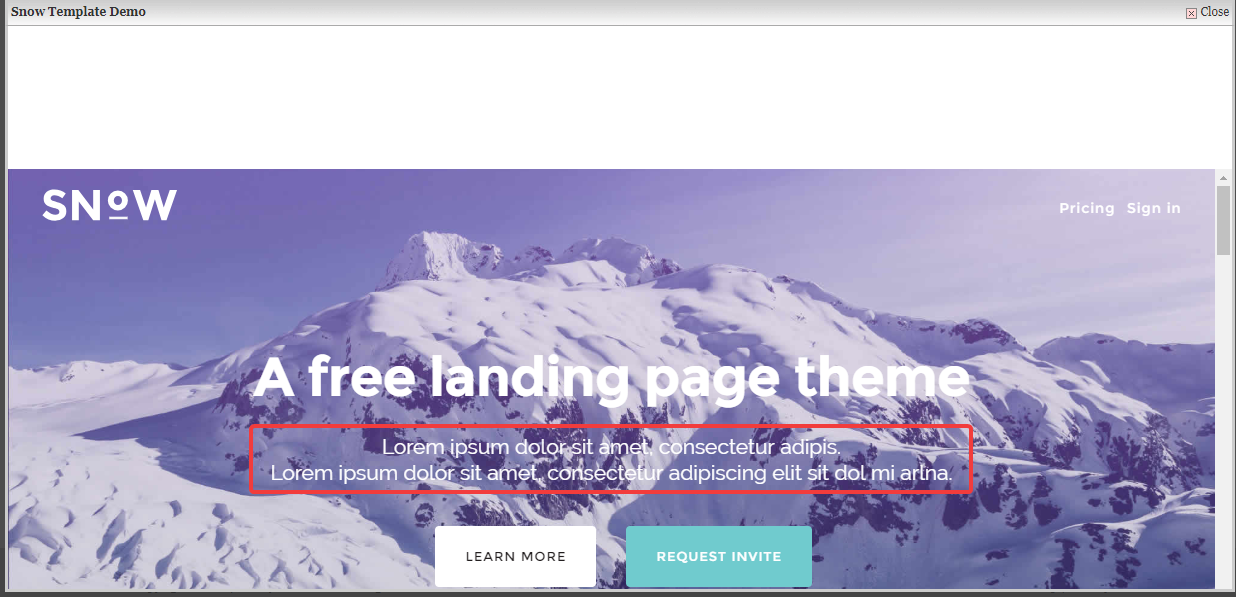 Snow Template Demo
Close
SNOW
Pricing Sign in
A free landing page theme
Lorem ipsum dolor sit amet, consectetur adipis.
Lorem ipsum dolor sit amet, consectetur adipiscing elit sit dol mi artna.
LEARN MORE
REQUEST INVITE